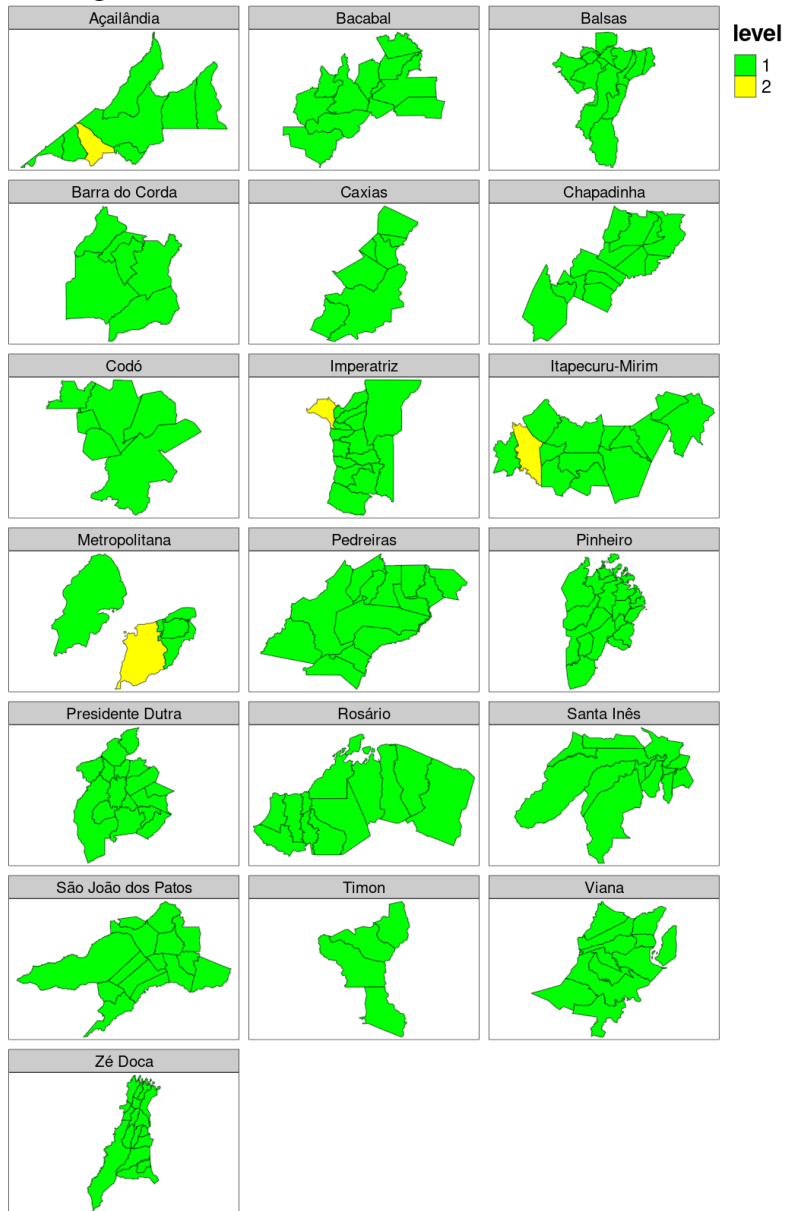 Açailândia
Bacabal
Balsas
level
1
2
Barra do Corda
Caxias
Chapadinha
Codó
Imperatriz
Itapecuru-Mirim
Metropolitana
Pedreiras
Pinheiro
Presidente Dutra
Rosário
Santa Inês
São João dos Patos
Timon
Viana
Zé Doca